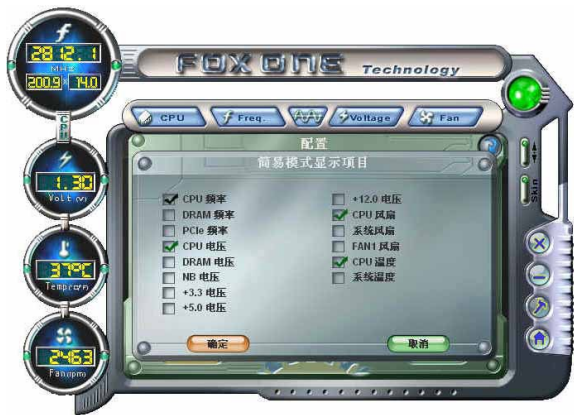 2812.1
MHz
200.9 x 14.0
CPU
1.30
Volt.(V)
37℃
Temp(C/F)
2463
Fan(rpm)
FOX ONE Technology
CPU
Freq.
Voltage
Fan
配置
简易模式显示项目
CPU 频率
DRAM 频率
PCIe 频率
CPU 电压
DRAM 电压
NB 电压
+3.3 电压
+5.0 电压
+12.0 电压
CPU 风扇
系统风扇
FAN1 风扇
CPU 温度
系统温度
确定
取消
Skin